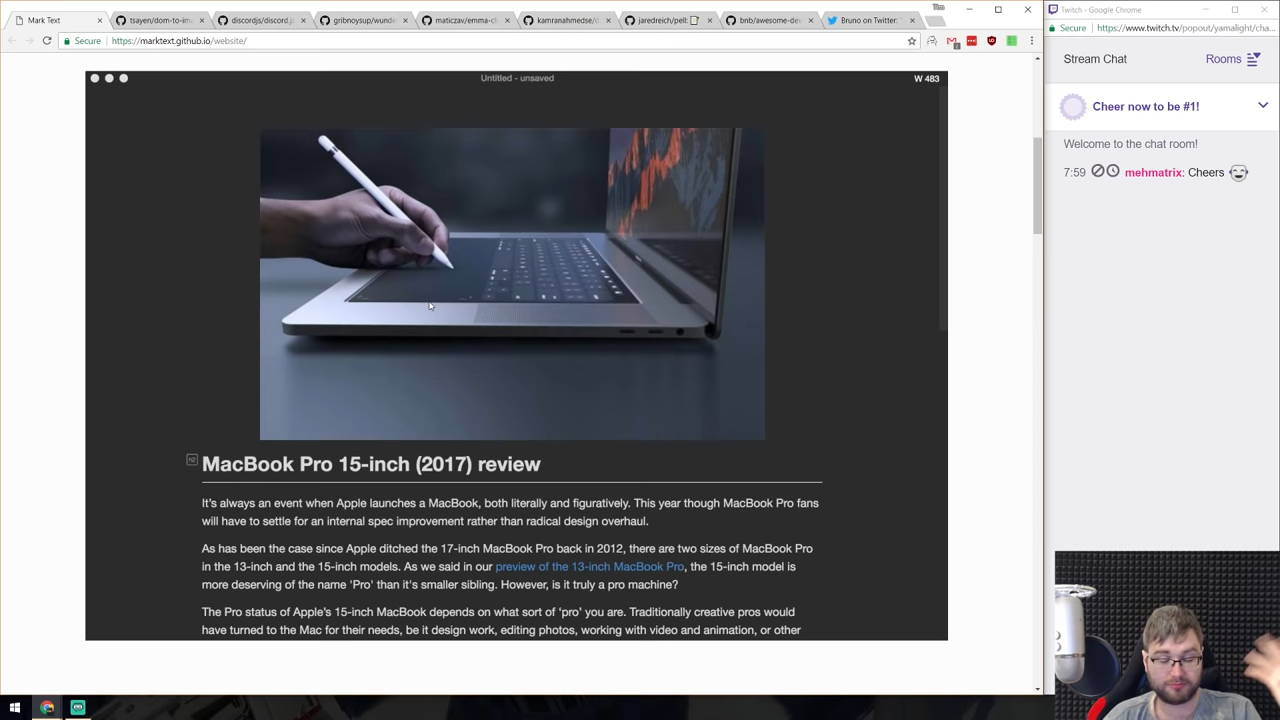 Mark Text
tsayen/dom-to-im
discordjs/discord.j
gribnoysup/wunde
maticzav/emma-cl
kamranahmedse/d
jaredreich/pell:
bnb/awesome-dev
Bruno on Twitter: "
Tim
Secure
https://marktext.github.io/website/
Untitled - unsaved
W 483
MacBook Pro 15-inch (2017) review
It's always an event when Apple launches a MacBook, both literally and figuratively. This year though MacBook Pro fans
will have to settle for an internal spec improvement rather than radical design overhaul.
As has been the case since Apple ditched the 17-inch MacBook Pro back in 2012, there are two sizes of MacBook Pro
in the 13-inch and the 15-inch models. As we said in our preview of the 13-inch MacBook Pro, the 15-inch model is
more deserving of the name 'Pro' than it's smaller sibling. However, is it truly a pro machine?
The Pro status of Apple's 15-inch MacBook depends on what sort of 'pro' you are. Traditionally creative pros would
have turned to the Mac for their needs, be it design work, editing photos, working with video and animation, or other
Twitch - Google Chrome
Secure
https://www.twitch.tv/popout/yamalight/cha
Stream Chat
Rooms
Cheer now to be #1!
Welcome to the chat room!
7:59 mehmatrix: Cheers